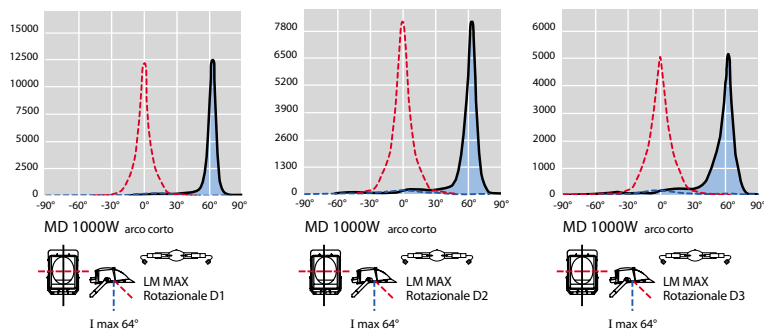 15000
12500
10000
7500
5000
2500
0
-90° -60 -30 0 30 60° 90°
MD 1000W arco corto
LM MAX
Rotazionale D1
I max 64°
7800
6500
5200
3900
2600
1300
0
-90° -60° -30° 0 30° 60° 90°
MD 1000W arco corto
LM MAX
Rotazionale D2
I max 64°
6000
5000
4000
3000
2000
1000
0
-90° -60° -30° 0 30° 60° 90°
MD 1000W arco corto
LM MAX
Rotazionale D3
I max 64°